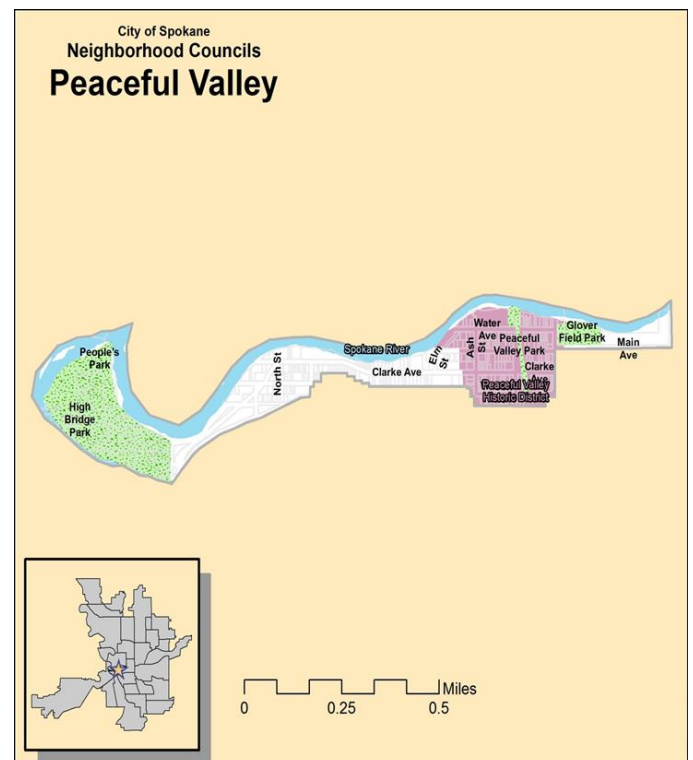 City of Spokane
Neighborhood Councils
Peaceful Valley
People's
Park
High
Bridge
Park
North St
Spokane River
Clarke Ave
Elm
St
Ash
St
Water
Ave
Peaceful
Valley Park
Clarke
Ave
Peaceful Valley
Historic District
Glover
Field Park
Main
Ave
Miles
0
0.25
0.5